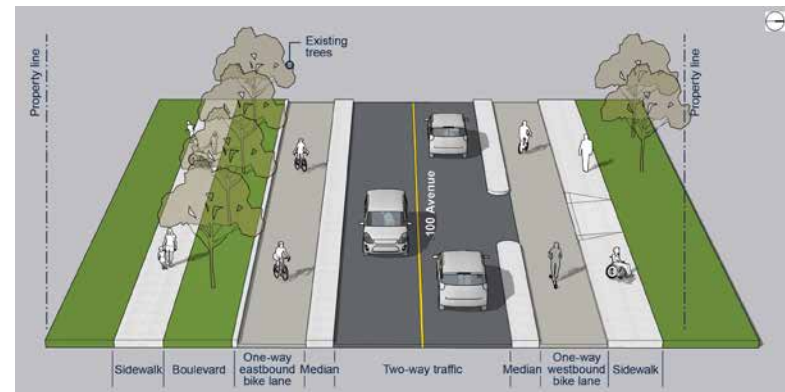 Existing
trees
Property line
Property line
100 Avenue
Sidewalk
Boulevard
One-way
eastbound
bike lane
Median
Two-way traffic
Median
One-way
westbound
bike lane
Sidewalk